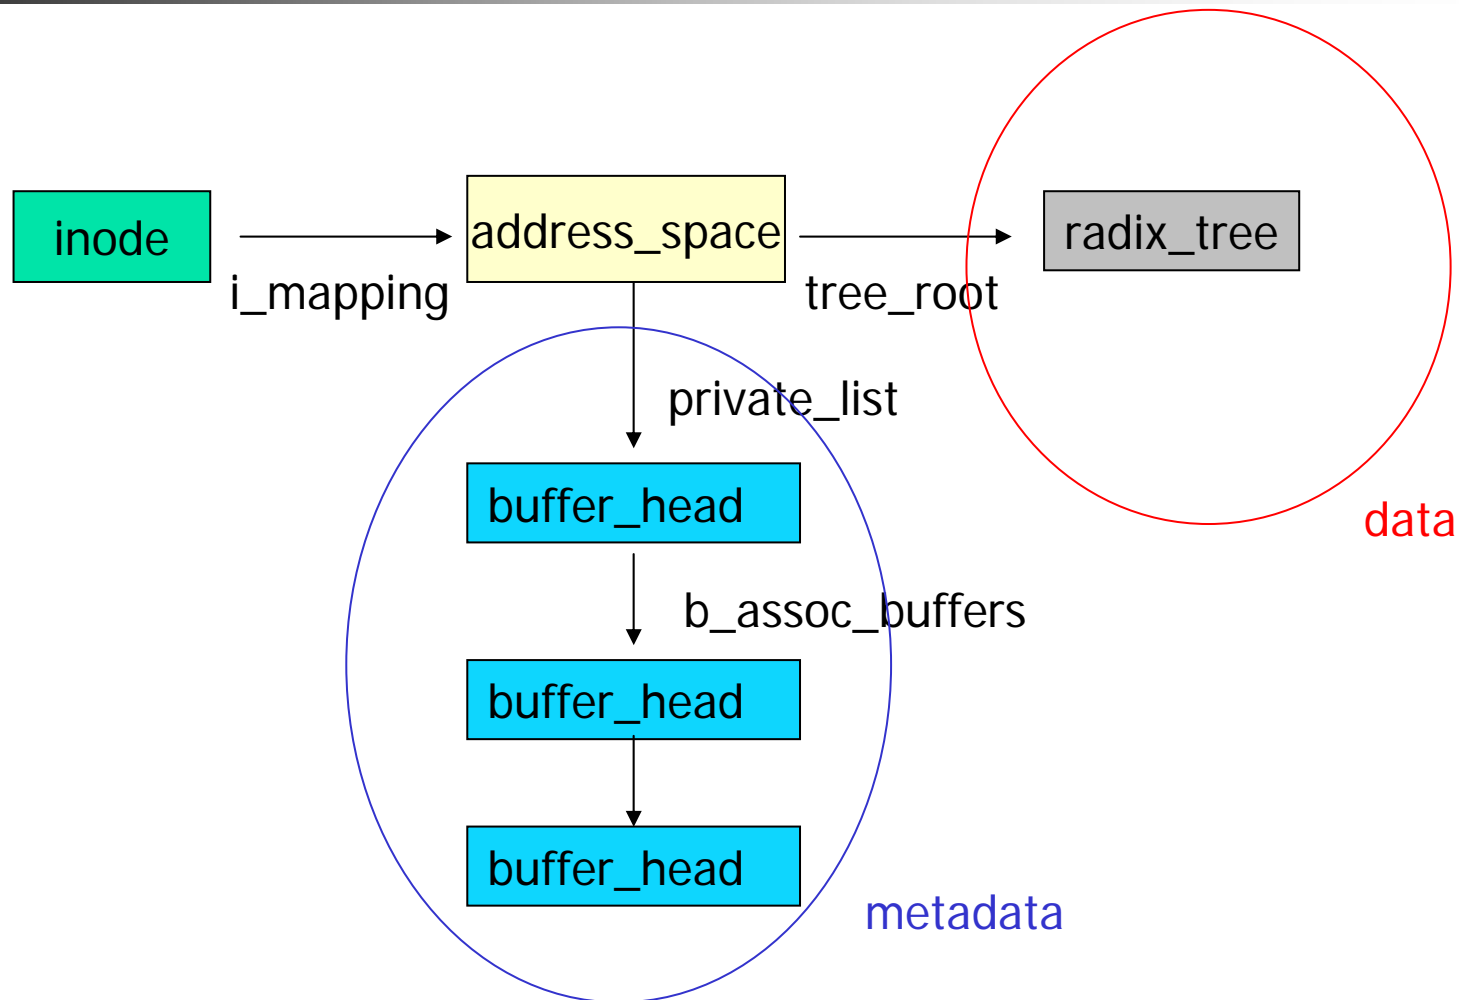 inode
i_mapping
address_space
tree_root
radix_tree
private_list
buffer_head
data
b_assoc_buffers
buffer_head
buffer_head
metadata